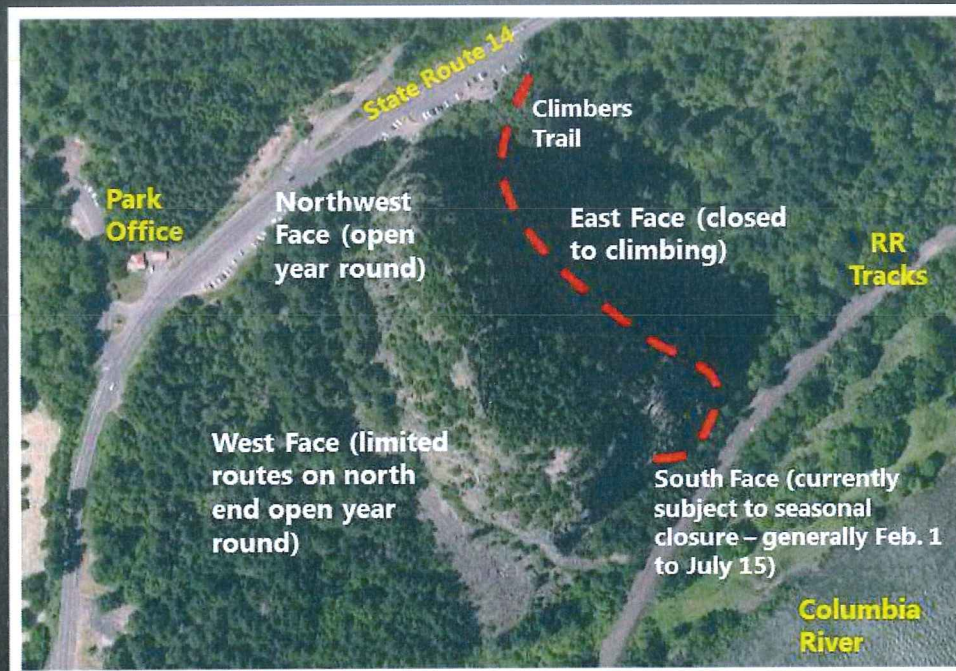 State Route 14
Climbers
Trail
Park
Office
Northwest
Face (open
year round)
East Face (closed
to climbing)
RR
Tracks
West Face (limited
routes on north
end open year
round)
South Face (currently
subject to seasonal
closure – generally Feb. 1
to July 15)
Columbia
River